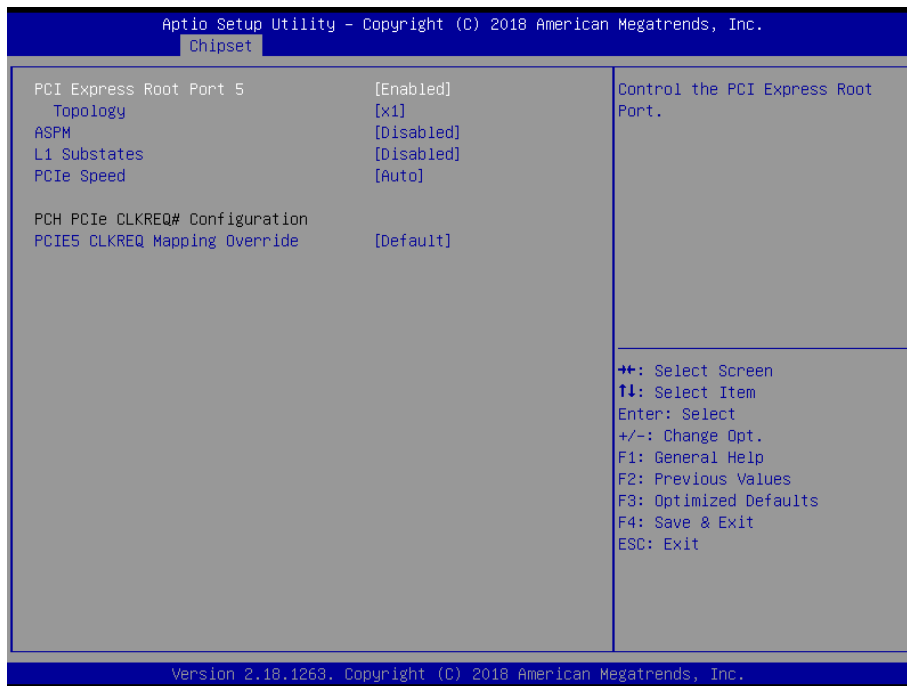 Aptio Setup Utility – Copyright (C) 2018 American Megatrends, Inc.
Chipset
PCI Express Root Port 5 [Enabled]
Topology [x1]
ASPM [Disabled]
L1 Substates [Disabled]
PCIe Speed [Auto]
PCH PCIe CLKREQ# Configuration
PCIE5 CLKREQ Mapping Override [Default]
Control the PCI Express Root
Port.
→←: Select Screen
↑↓: Select Item
Enter: Select
+/-: Change Opt.
F1: General Help
F2: Previous Values
F3: Optimized Defaults
F4: Save & Exit
ESC: Exit
Version 2.18.1263. Copyright (C) 2018 American Megatrends, Inc.